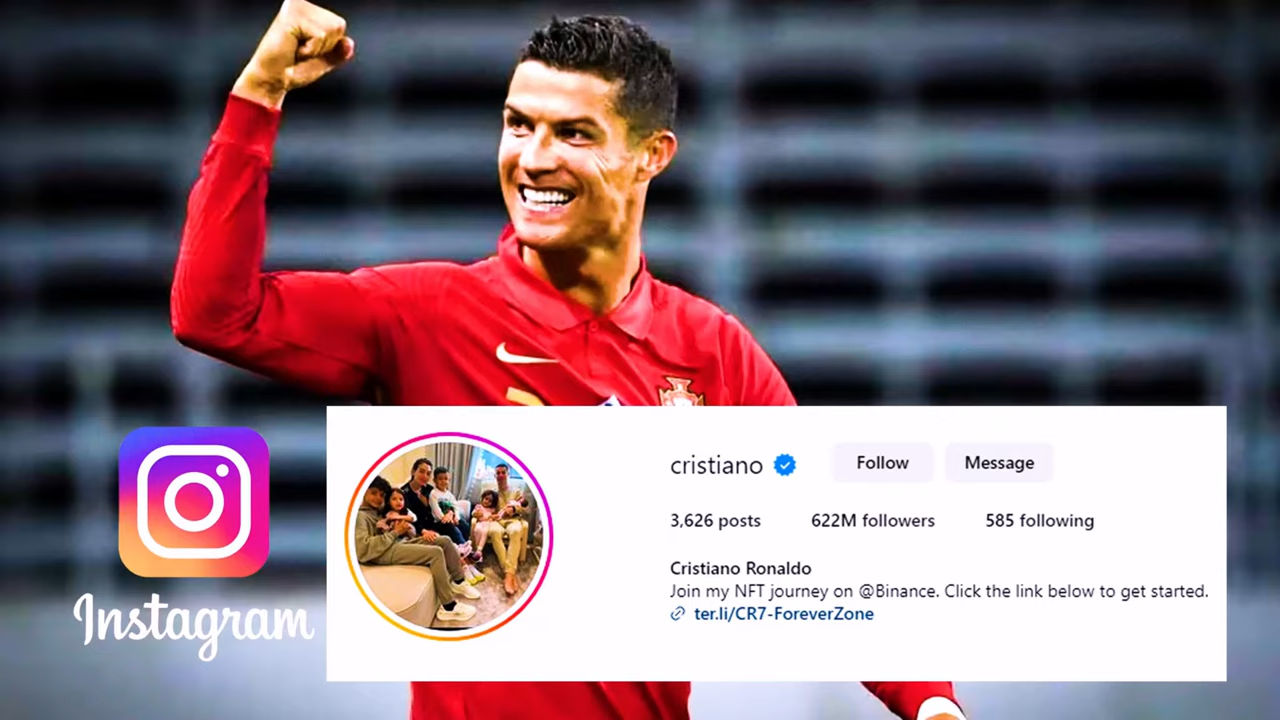 Instagram
cristiano
Follow
Message
3,626 posts
622M followers
585 following
Cristiano Ronaldo
Join my NFT journey on @Binance. Click the link below to get started.
ter.li/CR7-ForeverZone